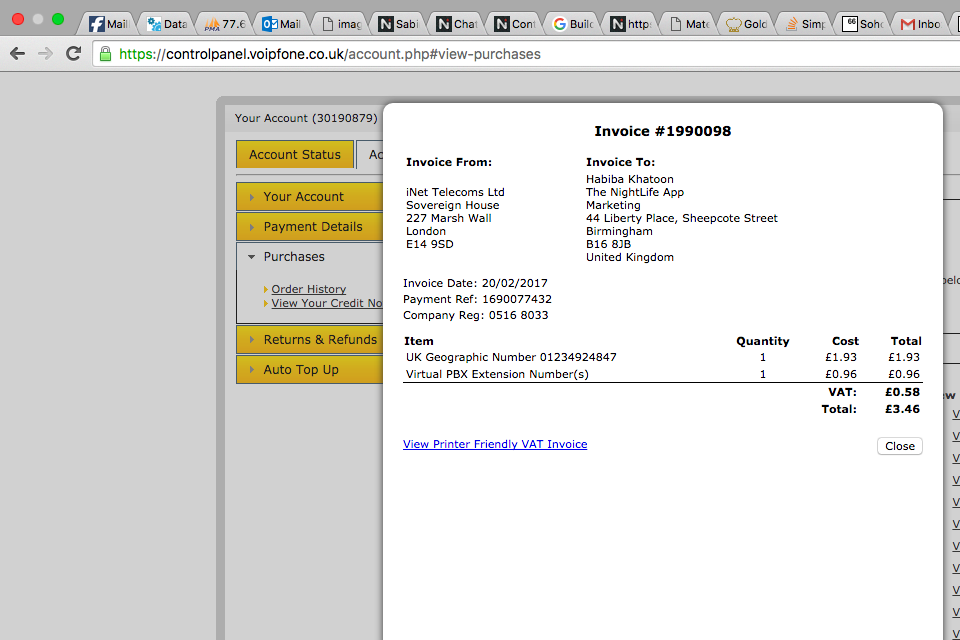 Mail
Data
PMA
77.6
Mail
imag
Sabi
Chat
Cont
Buil
http
Mate
Gold
Simp
66
Soho
Inbo
https://controlpanel.voipfone.co.uk/account.php#view-purchases
Your Account (30190879)
Account Status
Ac
Your Account
Payment Details
Purchases
Order History
View Your Credit No
Returns & Refunds
Auto Top Up
Invoice #1990098
Invoice From:
iNet Telecoms Ltd
Sovereign House
227 Marsh Wall
London
E14 9SD
Invoice To:
Habiba Khatoon
The NightLife App
Marketing
44 Liberty Place, Sheepcote Street
Birmingham
B16 8JB
United Kingdom
Invoice Date: 20/02/2017
Payment Ref: 1690077432
Company Reg: 0516 8033
Item Quantity Cost Total
UK Geographic Number 01234924847 1 £1.93 £1.93
Virtual PBX Extension Number(s) 1 £0.96 £0.96
VAT: £0.58
Total: £3.46
View Printer Friendly VAT Invoice
Close